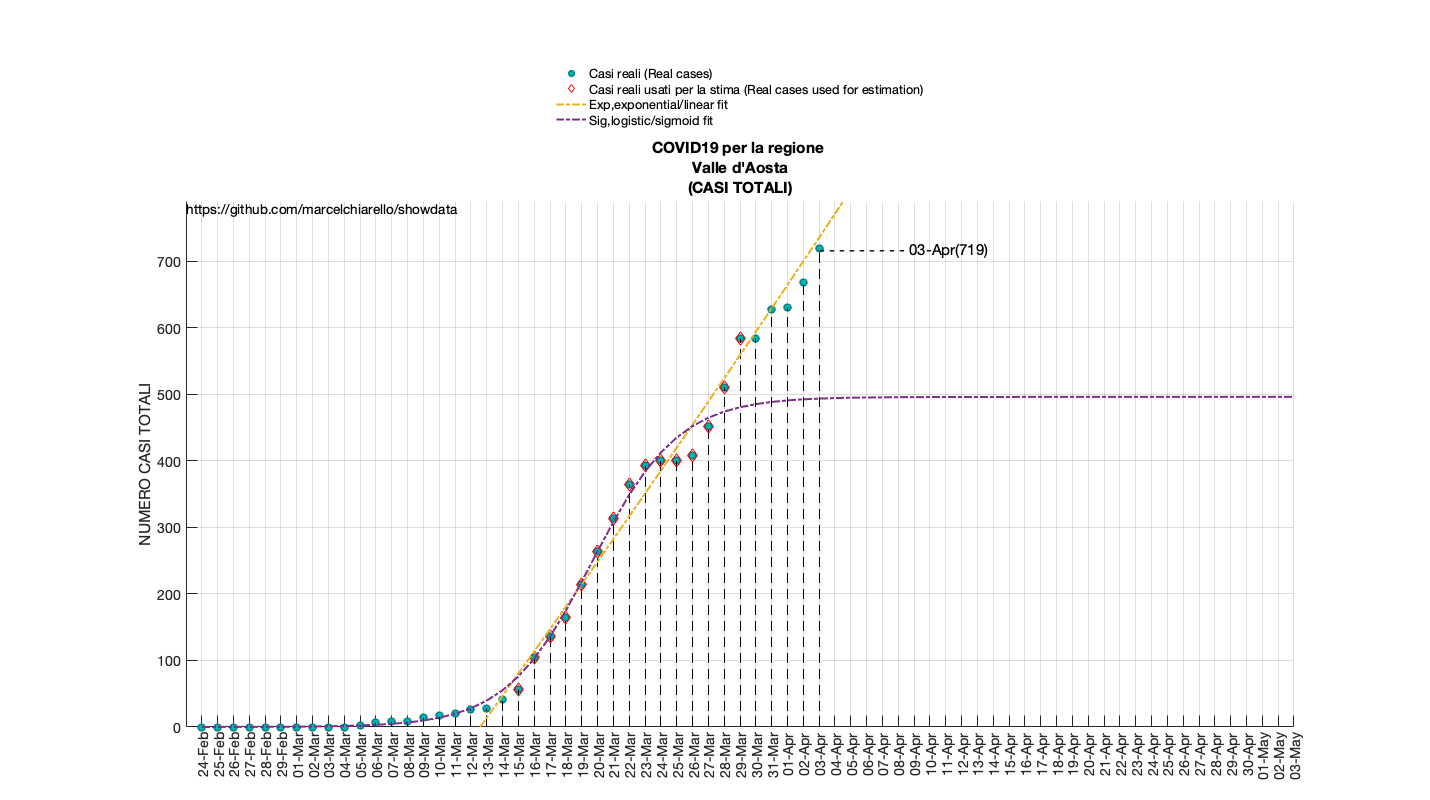 Casi reali (Real cases)
Casi reali usati per la stima (Real cases used for estimation)
Exp,exponential/linear fit
Sig,logistic/sigmoid fit
COVID19 per la regione
Valle d'Aosta
(CASI TOTALI)
https://github.com/marcelchiarello/showdata
03-Apr(719)
NUMERO CASI TOTALI
700
600
500
400
300
200
100
0
24-Feb
25-Feb
26-Feb
27-Feb
28-Feb
29-Feb
01-Mar
02-Mar
03-Mar
04-Mar
05-Mar
06-Mar
07-Mar
08-Mar
09-Mar
10-Mar
11-Mar
12-Mar
13-Mar
14-Mar
15-Mar
16-Mar
17-Mar
18-Mar
19-Mar
20-Mar
21-Mar
22-Mar
23-Mar
24-Mar
25-Mar
26-Mar
27-Mar
28-Mar
29-Mar
30-Mar
31-Mar
01-Apr
02-Apr
03-Apr
04-Apr
05-Apr
06-Apr
07-Apr
08-Apr
09-Apr
10-Apr
11-Apr
12-Apr
13-Apr
14-Apr
15-Apr
16-Apr
17-Apr
18-Apr
19-Apr
20-Apr
21-Apr
22-Apr
23-Apr
24-Apr
25-Apr
26-Apr
27-Apr
28-Apr
29-Apr
30-Apr
01-May
02-May
03-May